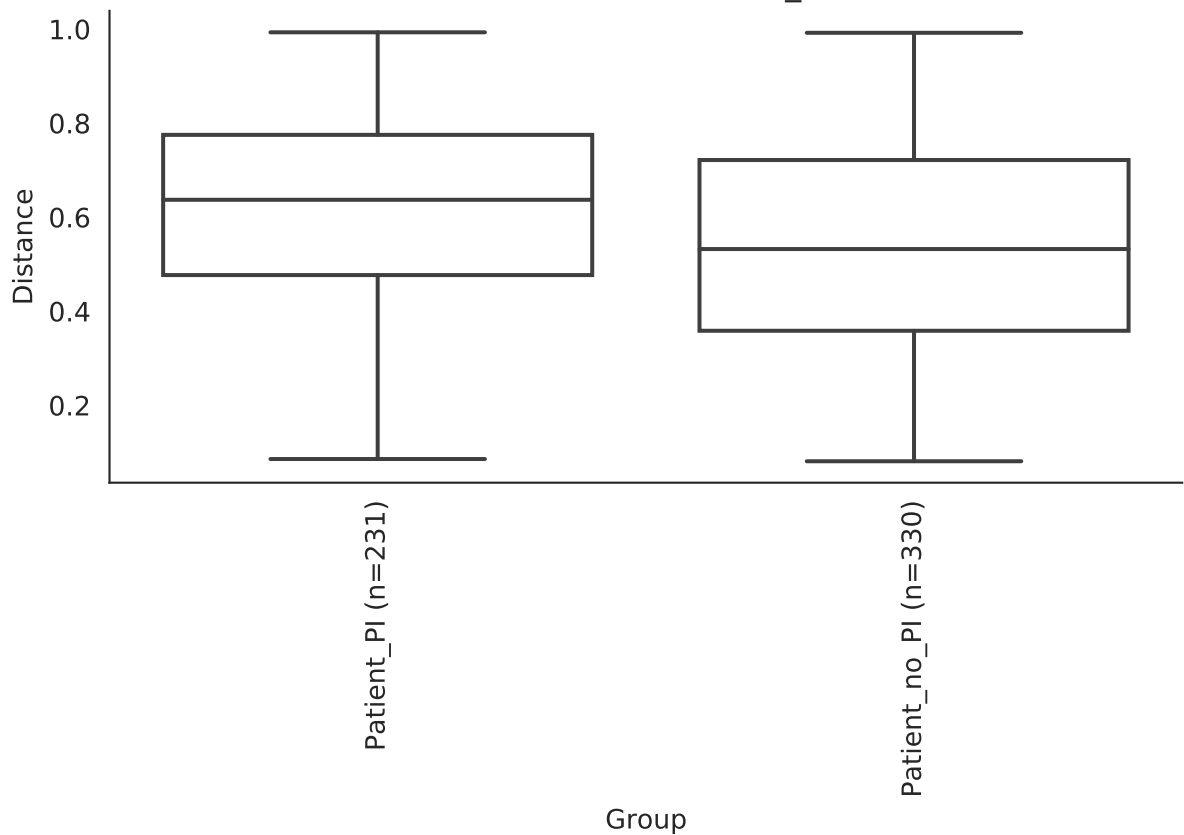 1.0
0.8
0.6
0.4
0.2
Distance
Patient_PI (n=231)
Patient_no_PI (n=330)
Group